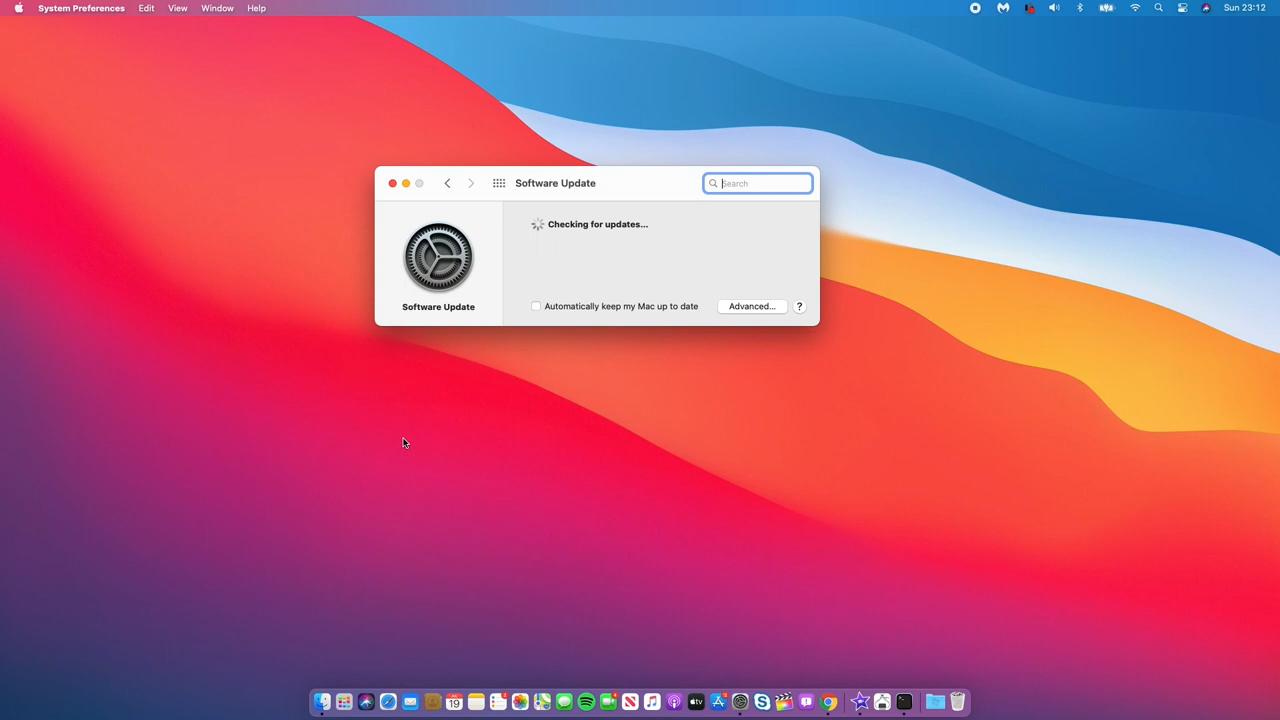 System Preferences Edit View Window Help Sun 23:12
Software Update
Search
Checking for updates...
Software Update
Automatically keep my Mac up to date Advanced... ?
19